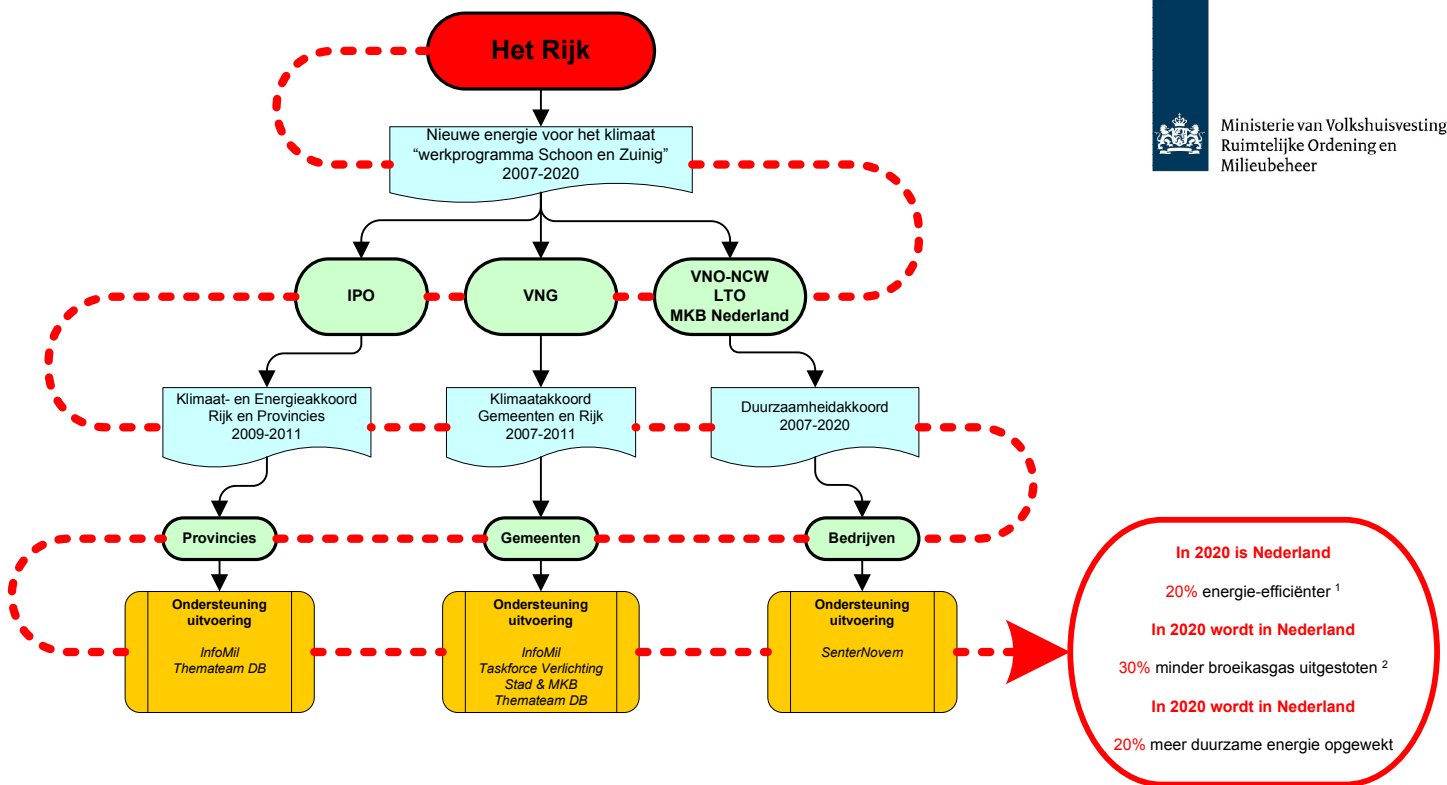 Het Rijk
Ministerie van Volkshuisvesting
Ruimtelijke Ordening en
Milieubeheer
Nieuwe energie voor het klimaat
“werkprogramma Schoon en Zuinig”
2007-2020
IPO
VNG
VNO-NCW
LTO
MKB Nederland
Klimaat- en Energieakkoord
Rijk en Provincies
2009-2011
Klimaatakkoord
Gemeenten en Rijk
2007-2011
Duurzaamheidakkoord
2007-2020
Provincies
Gemeenten
Bedrijven
Ondersteuning
uitvoering
InfoMil
Themateam DB
Ondersteuning
uitvoering
InfoMil
Taskforce Verlichting
Stad & MKB
Themateam DB
Ondersteuning
uitvoering
SenterNovem
In 2020 is Nederland
20% energie-efficiënter ¹
In 2020 wordt in Nederland
30% minder broeikasgas uitgestoten ²
In 2020 wordt in Nederland
20% meer duurzame energie opgewekt